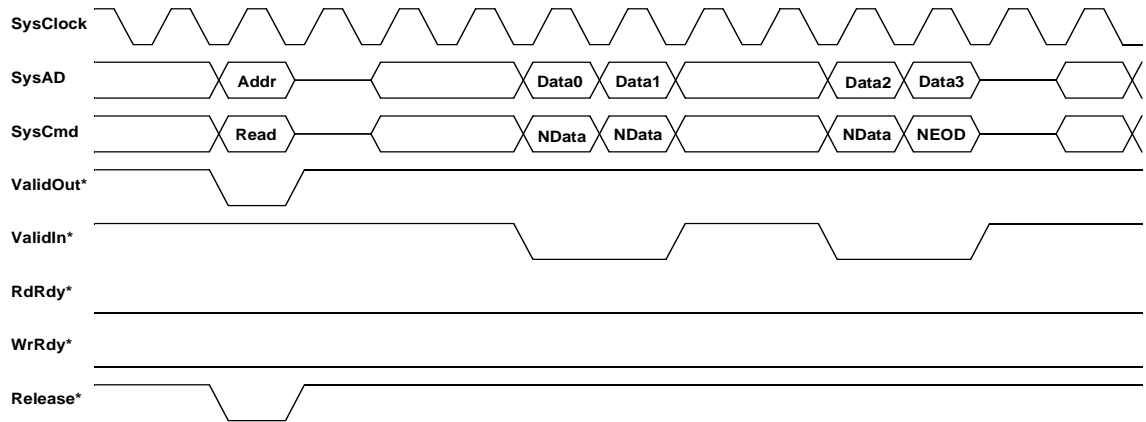 SysClock
SysAD Addr Data0 Data1 Data2 Data3
SysCmd Read NData NData NData NEOD
ValidOut*
ValidIn*
RdRdy*
WrRdy*
Release*